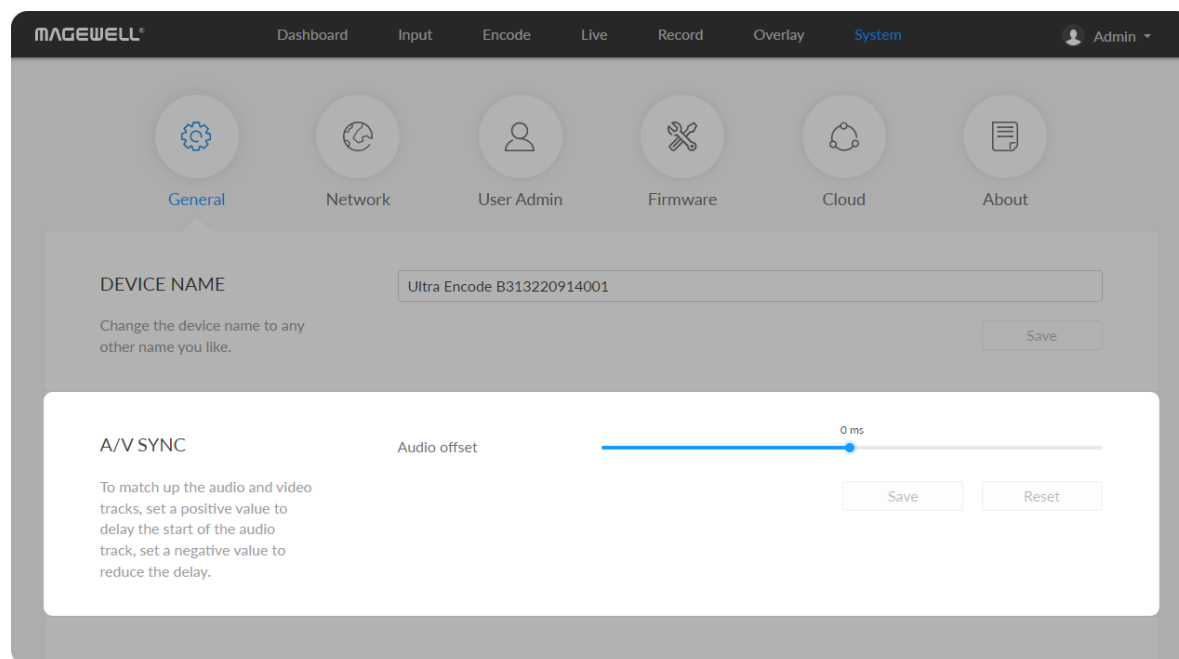 MAGEWELL®
Dashboard Input Encode Live Record Overlay System Admin
General Network User Admin Firmware Cloud About
DEVICE NAME
Ultra Encode B313220914001
Change the device name to any
other name you like.
Save
A/V SYNC
Audio offset
0 ms
To match up the audio and video
tracks, set a positive value to
delay the start of the audio
track, set a negative value to
reduce the delay.
Save Reset